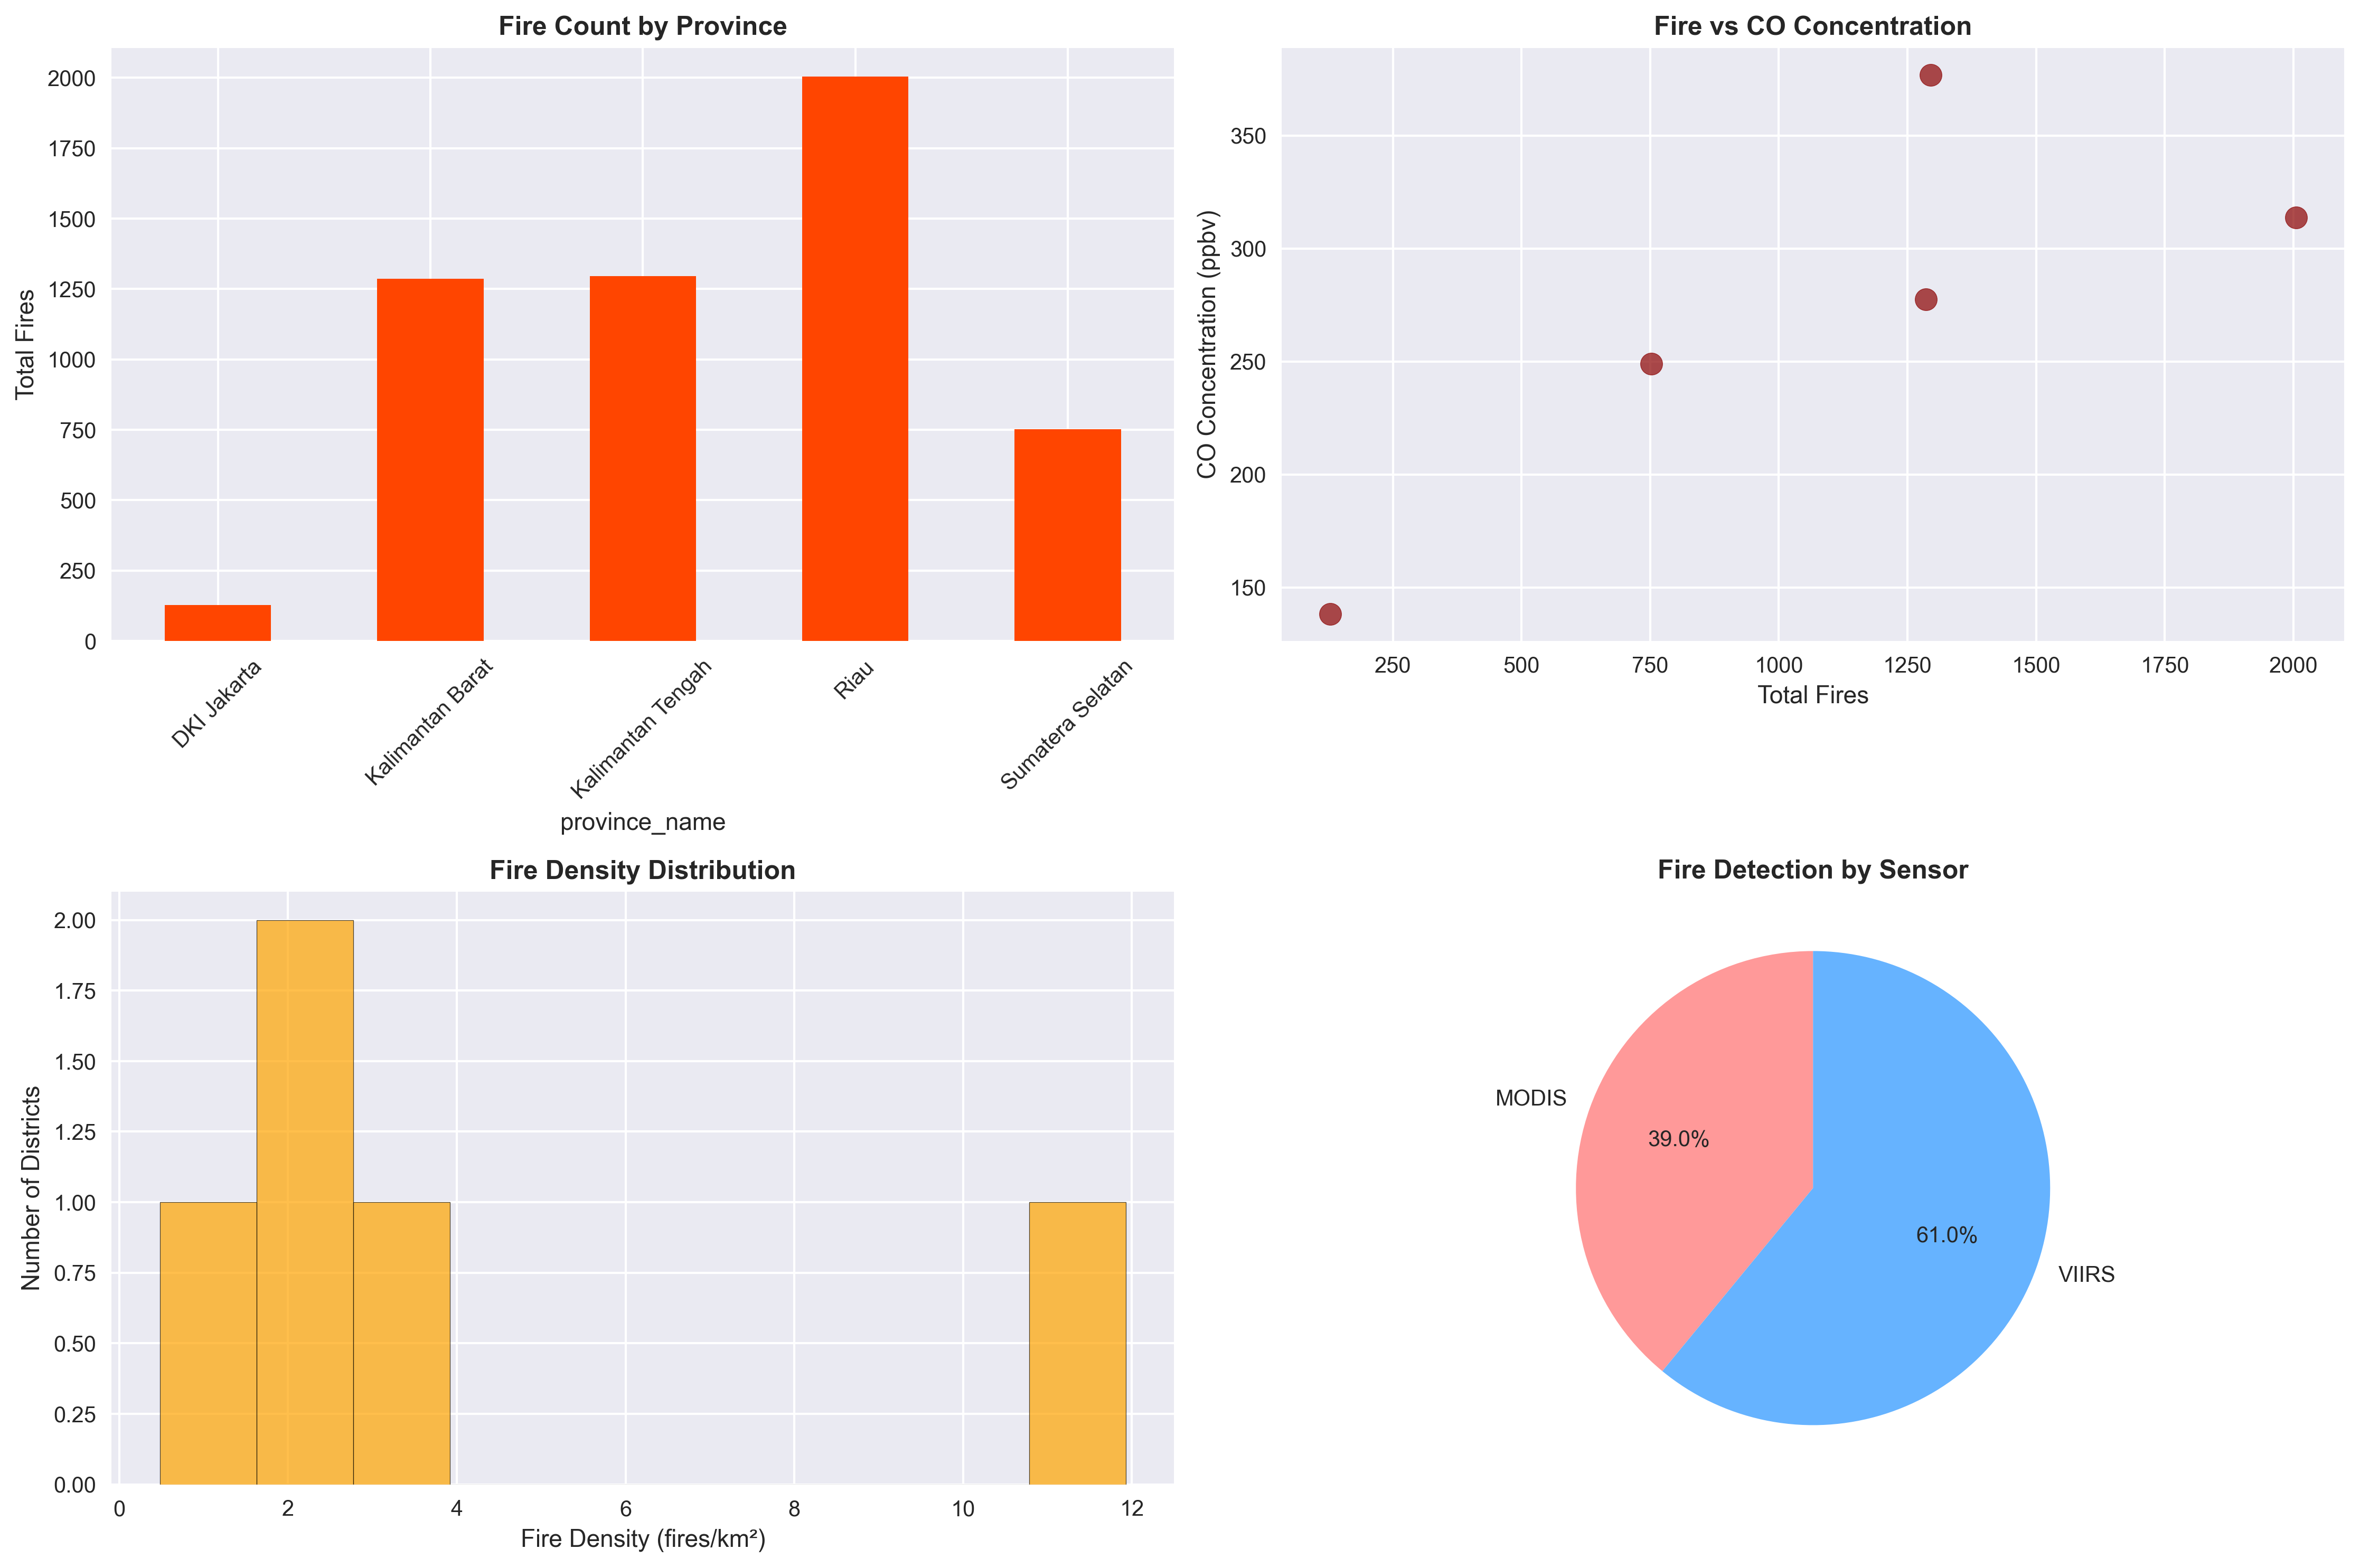 Fire Count by Province
Total Fires
2000
1750
1500
1250
1000
750
500
250
0
DKI Jakarta
Kalimantan Barat
Kalimantan Tengah
Riau
Sumatera Selatan
province_name
Fire vs CO Concentration
CO Concentration (ppbv)
350
300
250
200
150
250
500
750
1000
1250
1500
1750
2000
Total Fires
Fire Density Distribution
Number of Districts
2.00
1.75
1.50
1.25
1.00
0.75
0.50
0.25
0.00
0
2
4
6
8
10
12
Fire Density (fires/km²)
Fire Detection by Sensor
MODIS
39.0%
61.0%
VIIRS